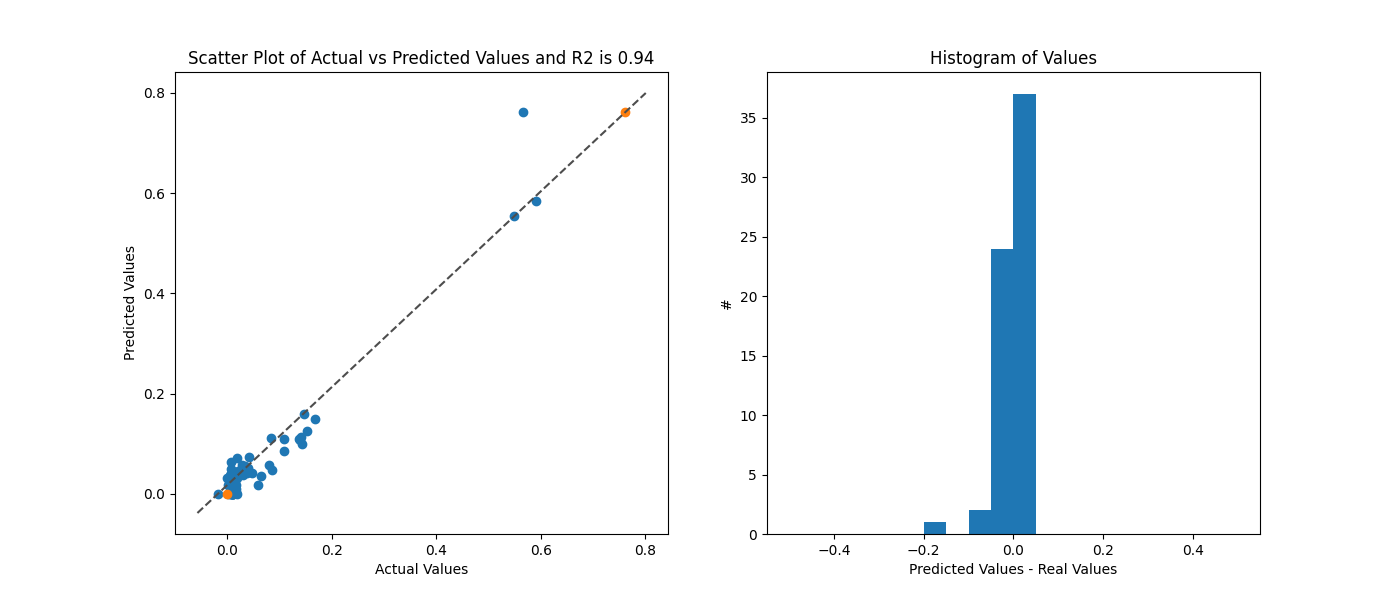 Scatter Plot of Actual vs Predicted Values and R2 is 0.94
0.8
0.6
0.4
0.2
0.0
Predicted Values
0.0 0.2 0.4 0.6 0.8
Actual Values
Histogram of Values
35
30
25
20
15
10
5
0
#
−0.4 −0.2 0.0 0.2 0.4
Predicted Values - Real Values